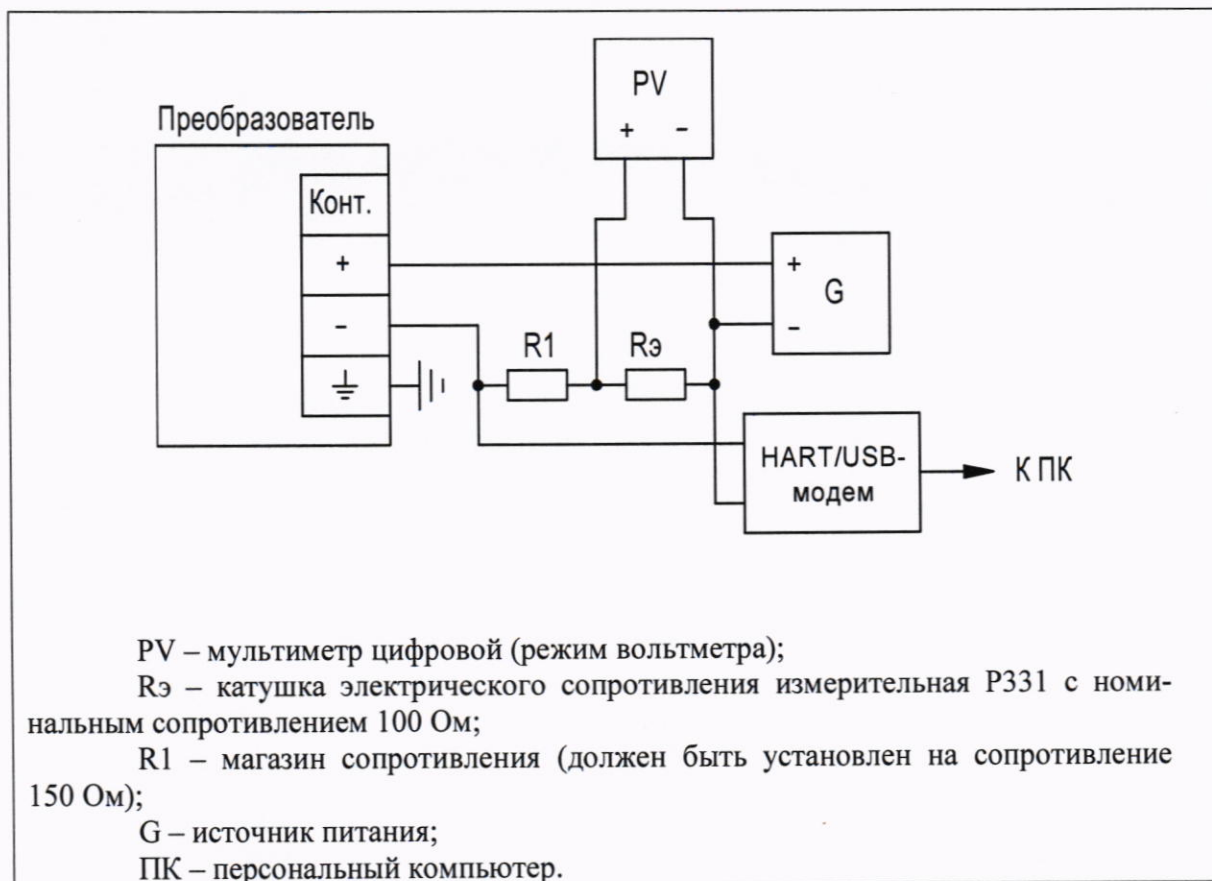 PV
+ −
Преобразователь
Конт.
+
+
G
−
−
R1
Rэ
HART/USB-
модем
К ПК
PV – мультиметр цифровой (режим вольтметра);
Rэ – катушка электрического сопротивления измерительная Р331 с номи-
нальным сопротивлением 100 Ом;
R1 – магазин сопротивления (должен быть установлен на сопротивление
150 Ом);
G – источник питания;
ПК – персональный компьютер.